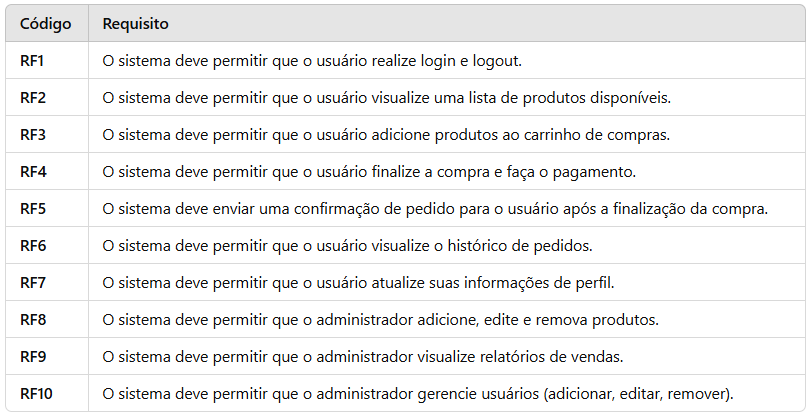 Código Requisito
RF1 O sistema deve permitir que o usuário realize login e logout.
RF2 O sistema deve permitir que o usuário visualize uma lista de produtos disponíveis.
RF3 O sistema deve permitir que o usuário adicione produtos ao carrinho de compras.
RF4 O sistema deve permitir que o usuário finalize a compra e faça o pagamento.
RF5 O sistema deve enviar uma confirmação de pedido para o usuário após a finalização da compra.
RF6 O sistema deve permitir que o usuário visualize o histórico de pedidos.
RF7 O sistema deve permitir que o usuário atualize suas informações de perfil.
RF8 O sistema deve permitir que o administrador adicione, edite e remova produtos.
RF9 O sistema deve permitir que o administrador visualize relatórios de vendas.
RF10 O sistema deve permitir que o administrador gerencie usuários (adicionar, editar, remover).